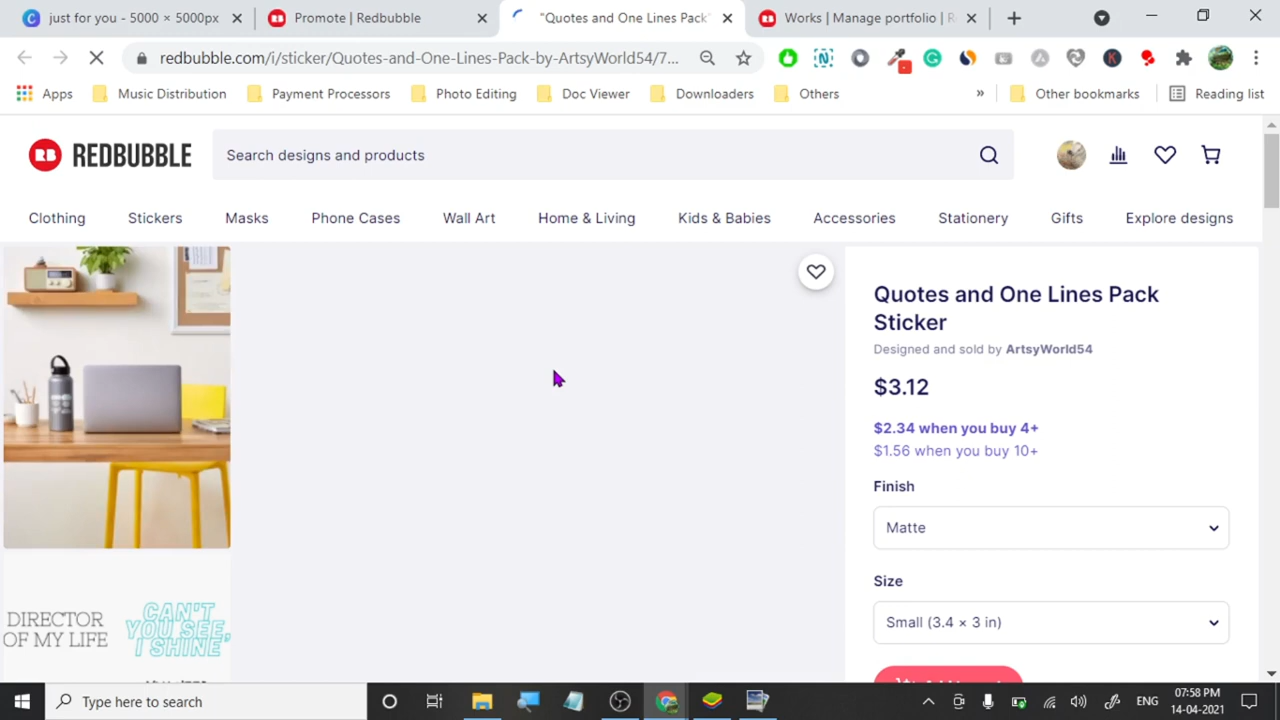 just for you - 5000 × 5000px
Promote | Redbubble
"Quotes and One Lines Pack"
Works | Manage portfolio |
redbubble.com/i/sticker/Quotes-and-One-Lines-Pack-by-ArtsyWorld54/7...
Apps
Music Distribution
Payment Processors
Photo Editing
Doc Viewer
Downloaders
Others
»
Other bookmarks
Reading list
RB REDBUBBLE
Search designs and products
Clothing
Stickers
Masks
Phone Cases
Wall Art
Home & Living
Kids & Babies
Accessories
Stationery
Gifts
Explore designs
Quotes and One Lines Pack
Sticker
Designed and sold by ArtsyWorld54
$3.12
$2.34 when you buy 4+
$1.56 when you buy 10+
Finish
Matte
Size
Small (3.4 × 3 in)
DIRECTOR
OF MY LIFE
CAN'T
YOU SEE,
I SHINE
Type here to search
ENG
07:58 PM
14-04-2021